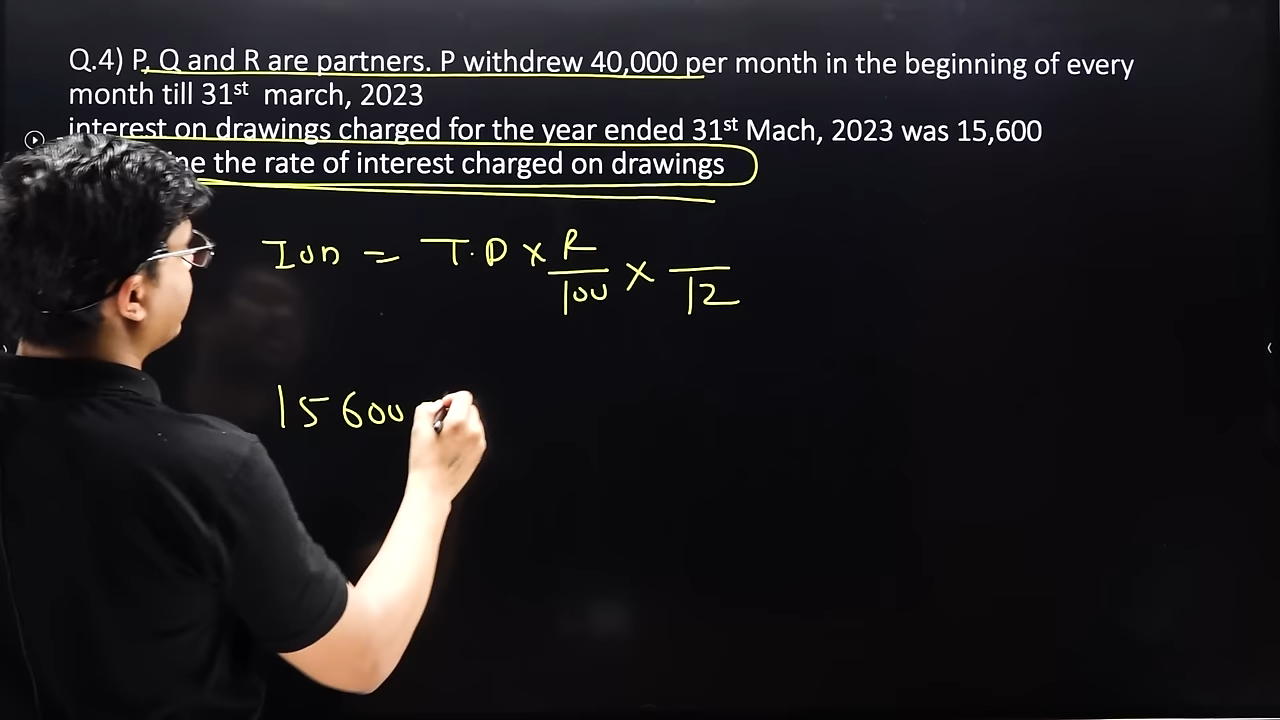 Q.4) P, Q and R are partners. P withdrew 40,000 per month in the beginning of every
month till 31st march, 2023
interest on drawings charged for the year ended 31st Mach, 2023 was 15,600
the rate of interest charged on drawings
IOD = T.D x R/100 x /12
15600